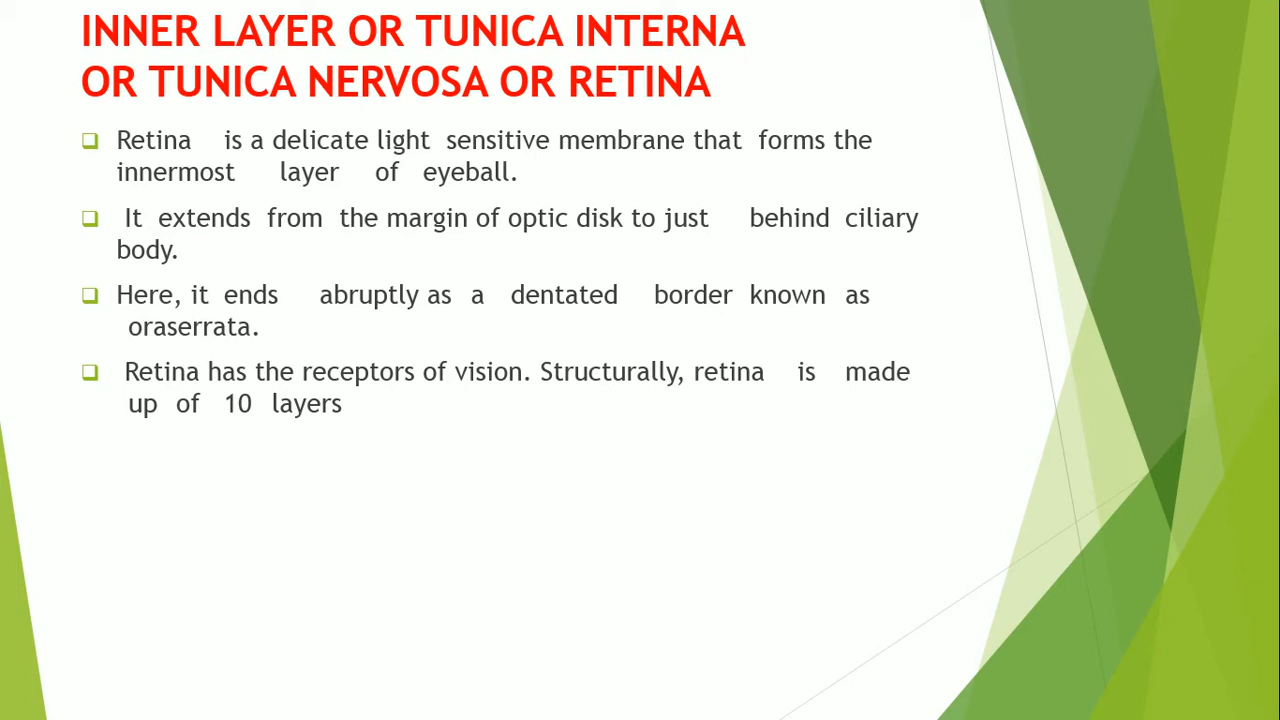 INNER LAYER OR TUNICA INTERNA
OR TUNICA NERVOSA OR RETINA
Retina is a delicate light sensitive membrane that forms the
innermost layer of eyeball.
It extends from the margin of optic disk to just behind ciliary
body.
Here, it ends abruptly as a dentated border known as
oraserrata.
Retina has the receptors of vision. Structurally, retina is made
up of 10 layers